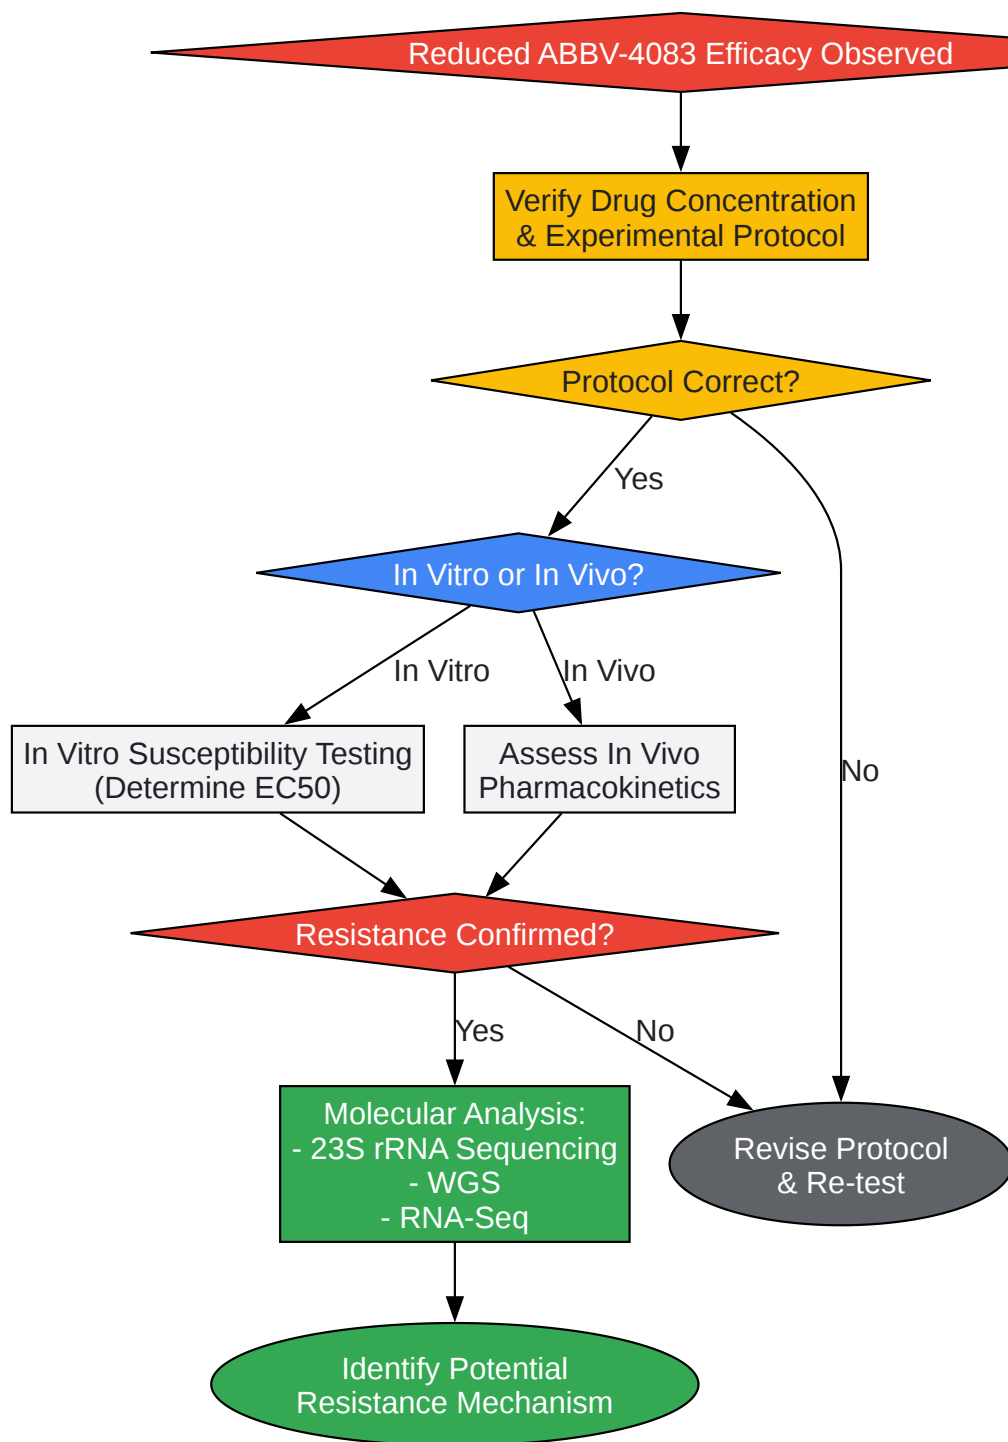 Reduced ABBV-4083 Efficacy Observed
Verify Drug Concentration
& Experimental Protocol
Protocol Correct?
Yes
In Vitro or In Vivo?
In Vitro
In Vivo
In Vitro Susceptibility Testing
(Determine EC50)
Assess In Vivo
Pharmacokinetics
No
Resistance Confirmed?
Yes
No
Molecular Analysis:
- 23S rRNA Sequencing
- WGS
- RNA-Seq
Revise Protocol
& Re-test
Identify Potential
Resistance Mechanism